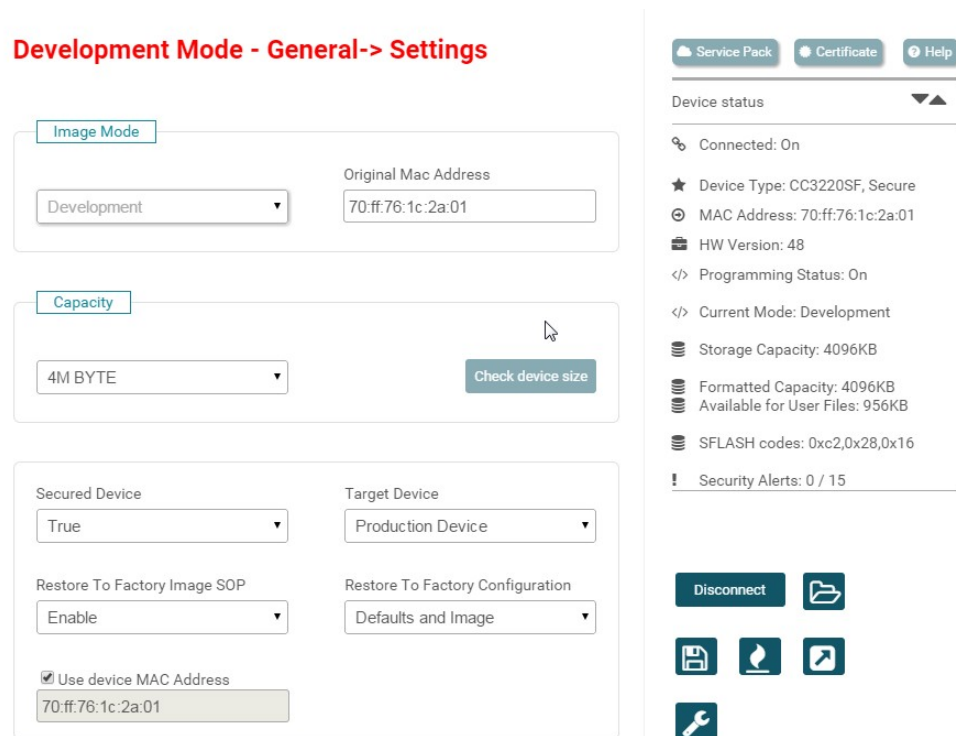 Development Mode - General-> Settings
Image Mode
Original Mac Address
Development
70:ff:76:1c:2a:01
Capacity
4M BYTE
Check device size
Secured Device
Target Device
True
Production Device
Restore To Factory Image SOP
Restore To Factory Configuration
Enable
Defaults and Image
Use device MAC Address
70:ff:76:1c:2a:01
Service Pack
Certificate
Help
Device status
Connected: On
Device Type: CC3220SF, Secure
MAC Address: 70:ff:76:1c:2a:01
HW Version: 48
</> Programming Status: On
</> Current Mode: Development
Storage Capacity: 4096KB
Formatted Capacity: 4096KB
Available for User Files: 956KB
SFLASH codes: 0xc2,0x28,0x16
! Security Alerts: 0 / 15
Disconnect